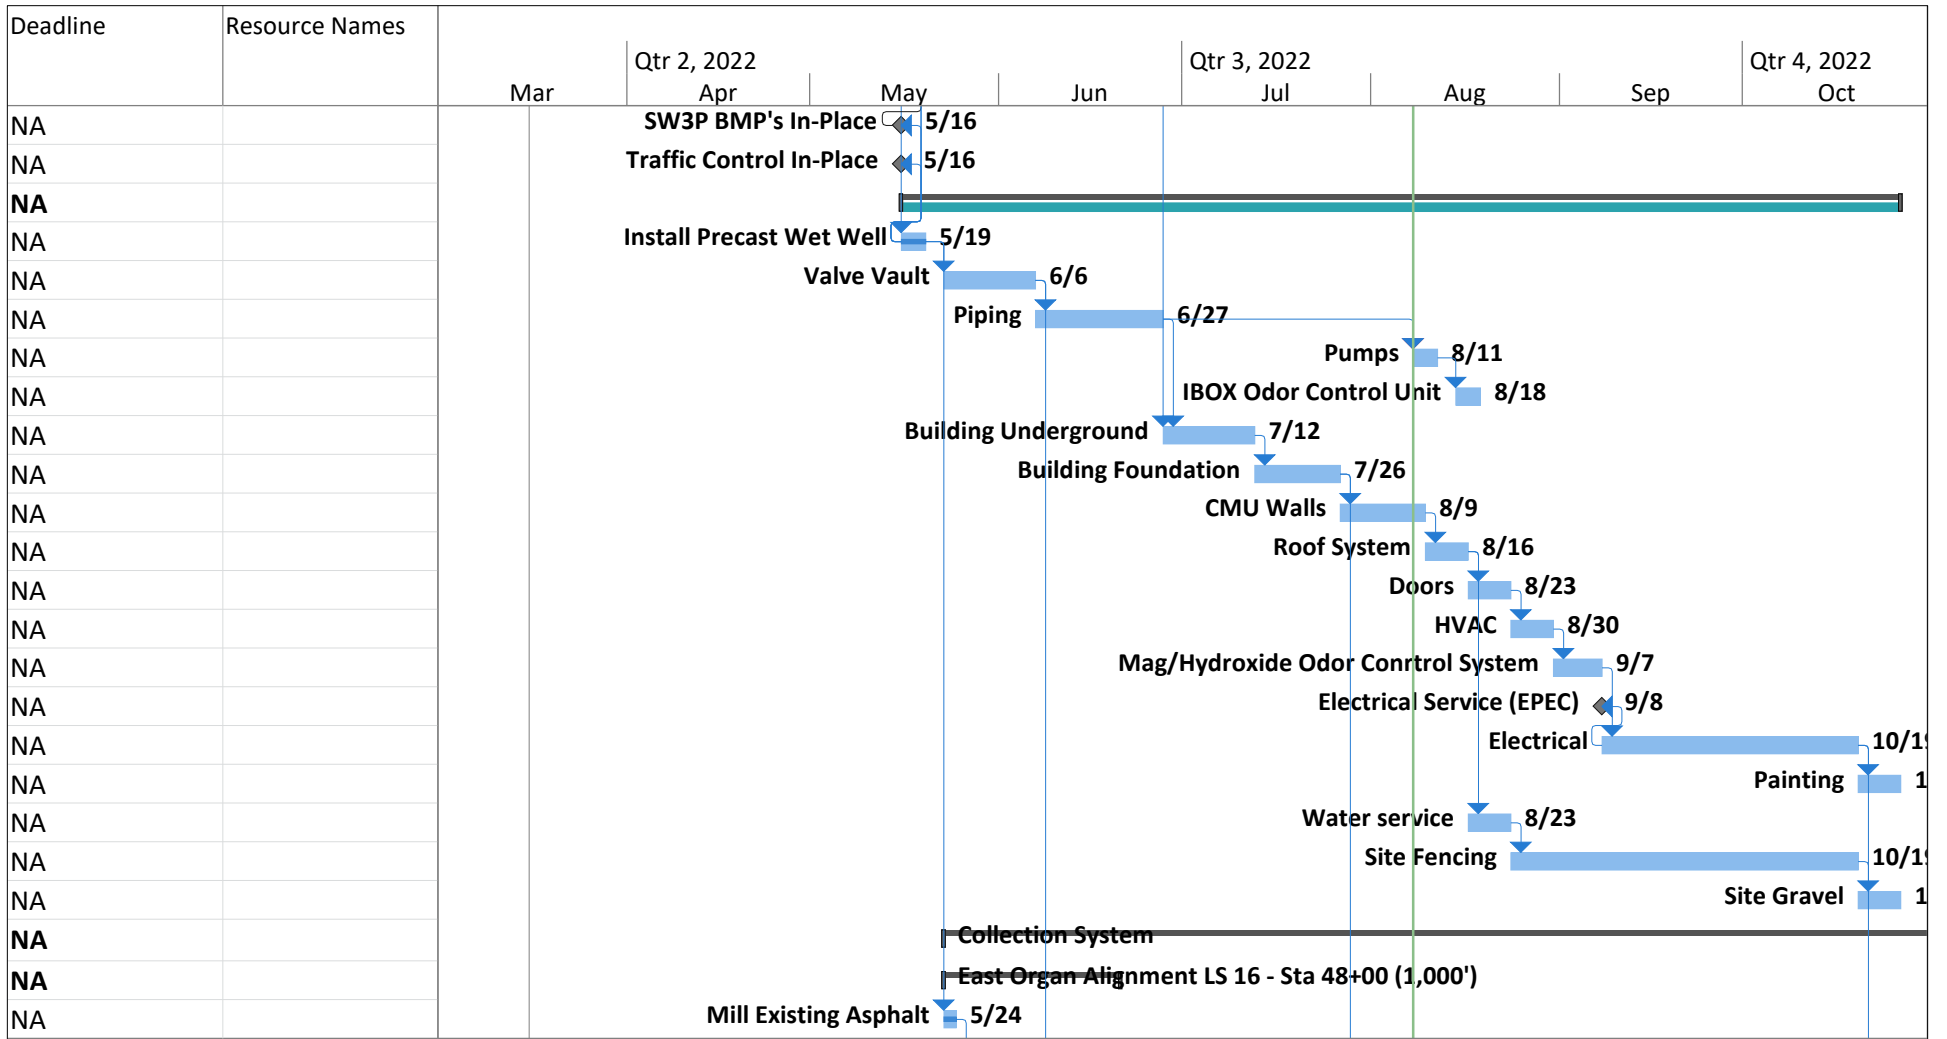 Deadline Resource Names
Qtr 2, 2022 Qtr 3, 2022 Qtr 4, 2022
Mar Apr May Jun Jul Aug Sep Oct
NA SW3P BMP's In-Place 5/16
NA Traffic Control In-Place 5/16
NA
NA Install Precast Wet Well 5/19
NA Valve Vault 6/6
NA Piping 6/27
NA Pumps 8/11
NA IBOX Odor Control Unit 8/18
NA Building Underground 7/12
NA Building Foundation 7/26
NA CMU Walls 8/9
NA Roof System 8/16
NA Doors 8/23
NA HVAC 8/30
NA Mag/Hydroxide Odor Conrtrol System 9/7
NA Electrical Service (EPEC) 9/8
NA Electrical 10/19
NA Painting 1
NA Water service 8/23
NA Site Fencing 10/19
NA Site Gravel 1
NA Collection System
NA East Organ Alignment LS 16 - Sta 48+00 (1,000')
NA Mill Existing Asphalt 5/24